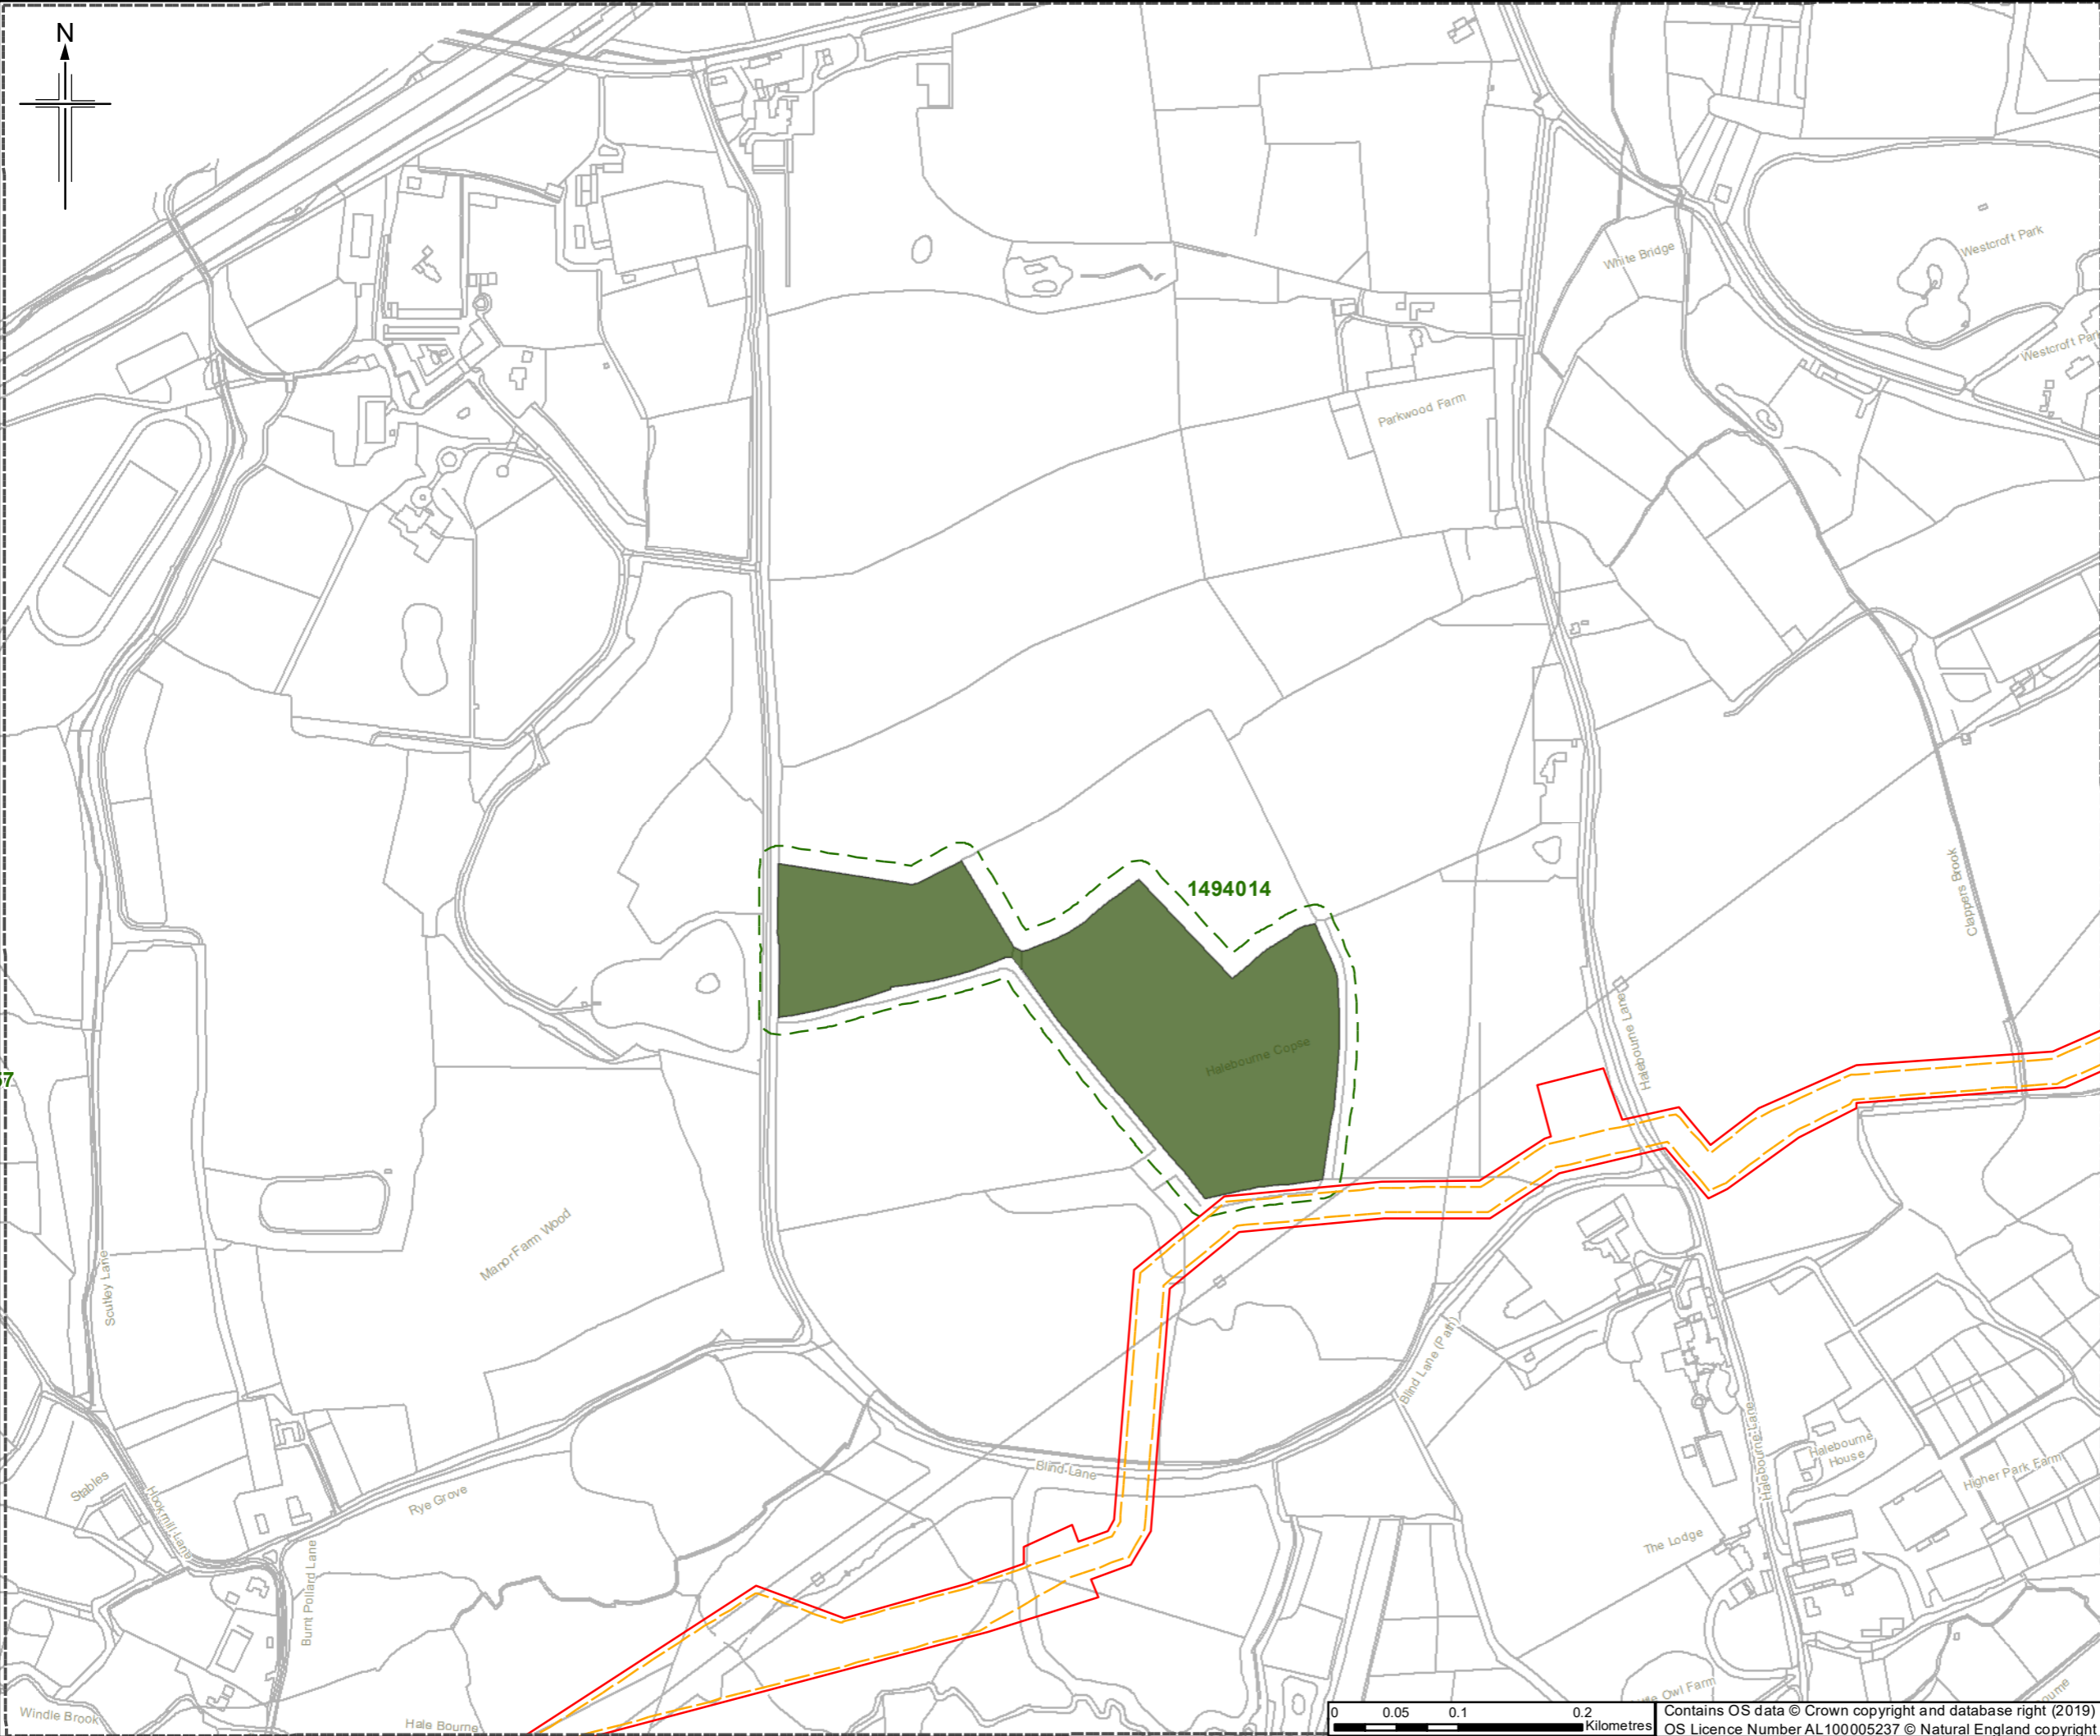 N
White Bridge
Westcroft Park
Parkwood Farm
1494014
Clappers Brook
Halebourne Copse
Halebourne Lane
57
Manor Farm Wood
Scutley Lane
Blind Lane (Path)
Blind Lane
Halebourne Lane
Halebourne
House
Higher Park Farm
Stables
Hookmill Lane
Rye Grove
Burnt Pollard Lane
The Lodge
Owl Farm
Windle Brook
Hale Bourne
0 0.05 0.1 0.2
Kilometres
Contains OS data © Crown copyright and database right (2019)
OS Licence Number AL100005237 © Natural England copyright